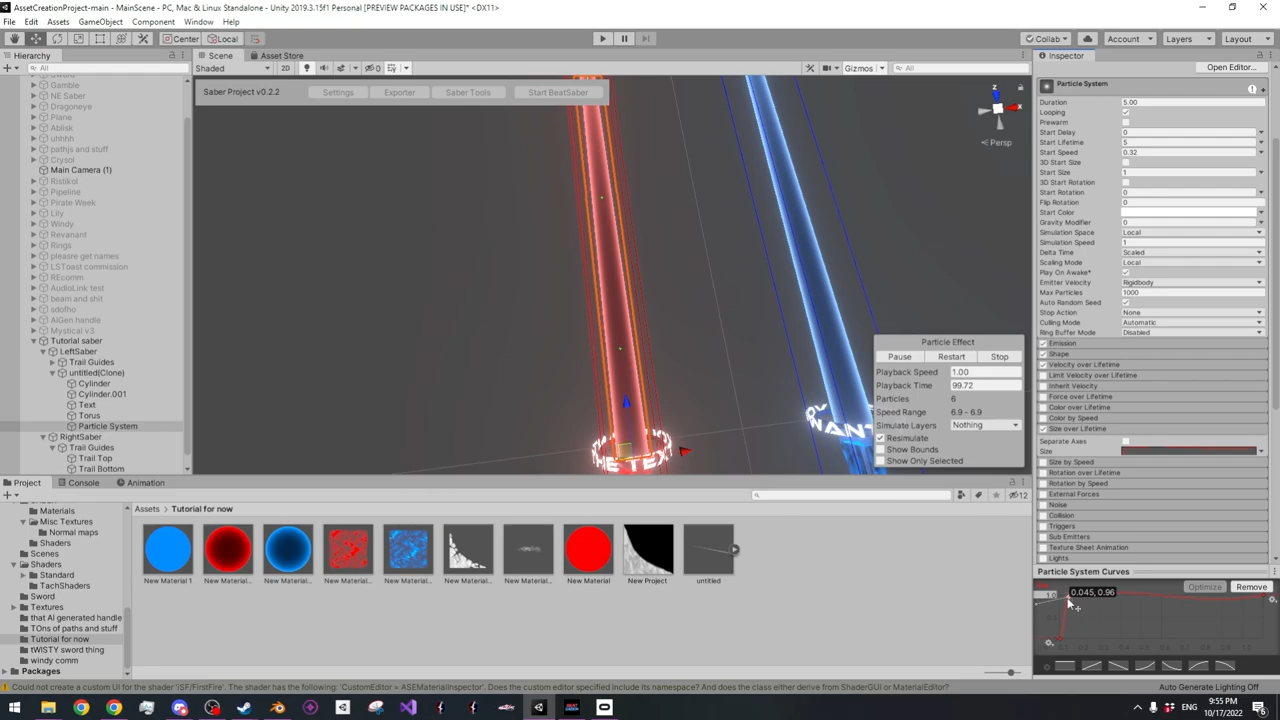 AssetCreationProject-main - MainScene - PC, Mac & Linux Standalone - Unity 2019.3.15f1 Personal [PREVIEW PACKAGES IN USE] * <DX11>
File Edit Assets GameObject Component Window Help
Center Local Collab Account Layers Layout
Hierarchy Scene Asset Store Inspector
All Shaded 2D 0 Gizmos All Open Editor...
Saber Project v0.2.2 Settings Exporter Saber Tools Start BeatSaber
Gamble
NE Saber
Dragoneye
Plane
Ablisk
uhhhh
pathjs and stuff
Crysol
Main Camera (1)
Ristikol
Pipeline
Pirate Week
Lily
Windy
Revanant
Rings
pleasre get names
LSToast commission
REcomm
AudioLink test
beam and shit
sdofho
AIGen handle
Mystical v3
Tutorial saber
LeftSaber
Trail Guides
untitled(Clone)
Cylinder
Cylinder.001
Text
Torus
Particle System
RightSaber
Trail Guides
Trail Top
Trail Bottom
z
x
Persp
Particle Effect
Pause Restart Stop
Playback Speed 1.00
Playback Time 99.72
Particles 6
Speed Range 6.9 - 6.9
Simulate Layers Nothing
Resimulate
Show Bounds
Show Only Selected
Particle System
Duration 5.00
Looping
Prewarm
Start Delay 0
Start Lifetime 5
Start Speed 0.32
3D Start Size
Start Size 1
3D Start Rotation
Start Rotation 0
Flip Rotation 0
Start Color
Gravity Modifier 0
Simulation Space Local
Simulation Speed 1
Delta Time Scaled
Scaling Mode Local
Play On Awake*
Emitter Velocity Rigidbody
Max Particles 1000
Auto Random Seed
Stop Action None
Culling Mode Automatic
Ring Buffer Mode Disabled
Emission
Shape
Velocity over Lifetime
Limit Velocity over Lifetime
Inherit Velocity
Force over Lifetime
Color over Lifetime
Color by Speed
Size over Lifetime
Separate Axes
Size
Size by Speed
Rotation over Lifetime
Rotation by Speed
External Forces
Noise
Collision
Triggers
Sub Emitters
Texture Sheet Animation
Lights
Particle System Curves
Optimize Remove
1.0 0.045, 0.96
Project Console Animation
12
Materials
Misc Textures
Normal maps
Shaders
Scenes
Shaders
Standard
TachShaders
Sword
Textures
that AI generated handle
TOns of paths and stuff
Tutorial for now
tWISTY sword thing
windy comm
Packages
Assets Tutorial for now
New Material 1 New Material... New Material... New Material... New Material... New Material... New Material... New Material New Project untitled
Could not create a custom UI for the shader 'iSF/FirstFire'. The shader has the following: 'CustomEditor = ASEMaterialInspector'. Does the custom editor specified include its namespace? And does the class either derive from ShaderGUI or MaterialEditor?
Auto Generate Lighting Off
9:55 PM
10/17/2022